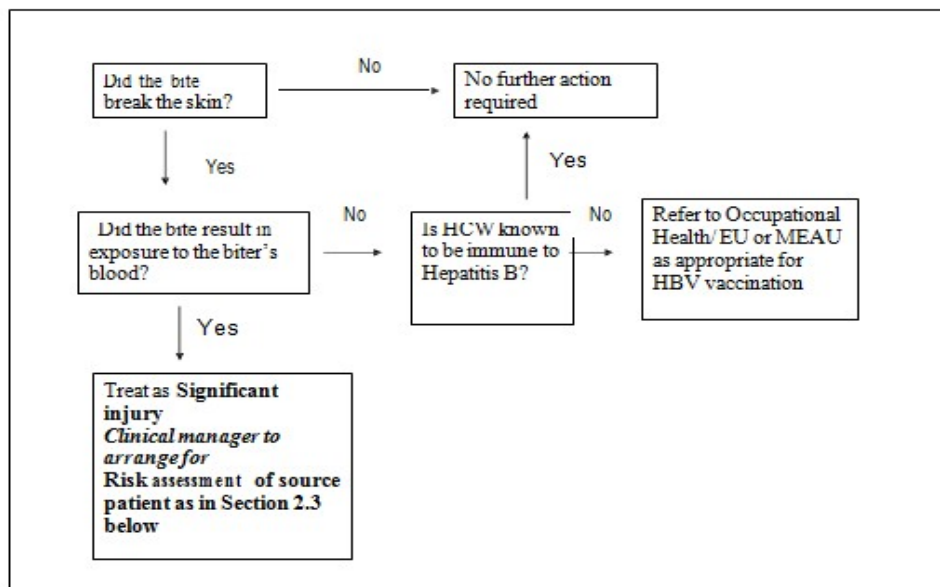 Did the bite
break the skin?
No
No further action
required
Yes
Yes
Did the bite result in
exposure to the biter's
blood?
No
Is HCW known
to be immune to
Hepatitis B?
No
Refer to Occupational
Health/ EU or MEAU
as appropriate for
HBV vaccination
Yes
Treat as Significant
injury
Clinical manager to
arrange for
Risk assessment of source
patient as in Section 2.3
below